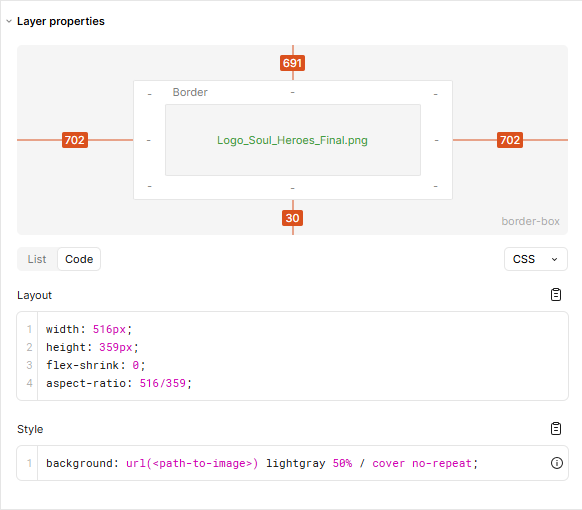 Layer properties
691
- Border - -
702 - Logo_Soul_Heroes_Final.png - 702
- - -
30
border-box
List Code CSS
Layout
1 width: 516px;
2 height: 359px;
3 flex-shrink: 0;
4 aspect-ratio: 516/359;
Style
1 background: url(<path-to-image>) lightgray 50% / cover no-repeat;